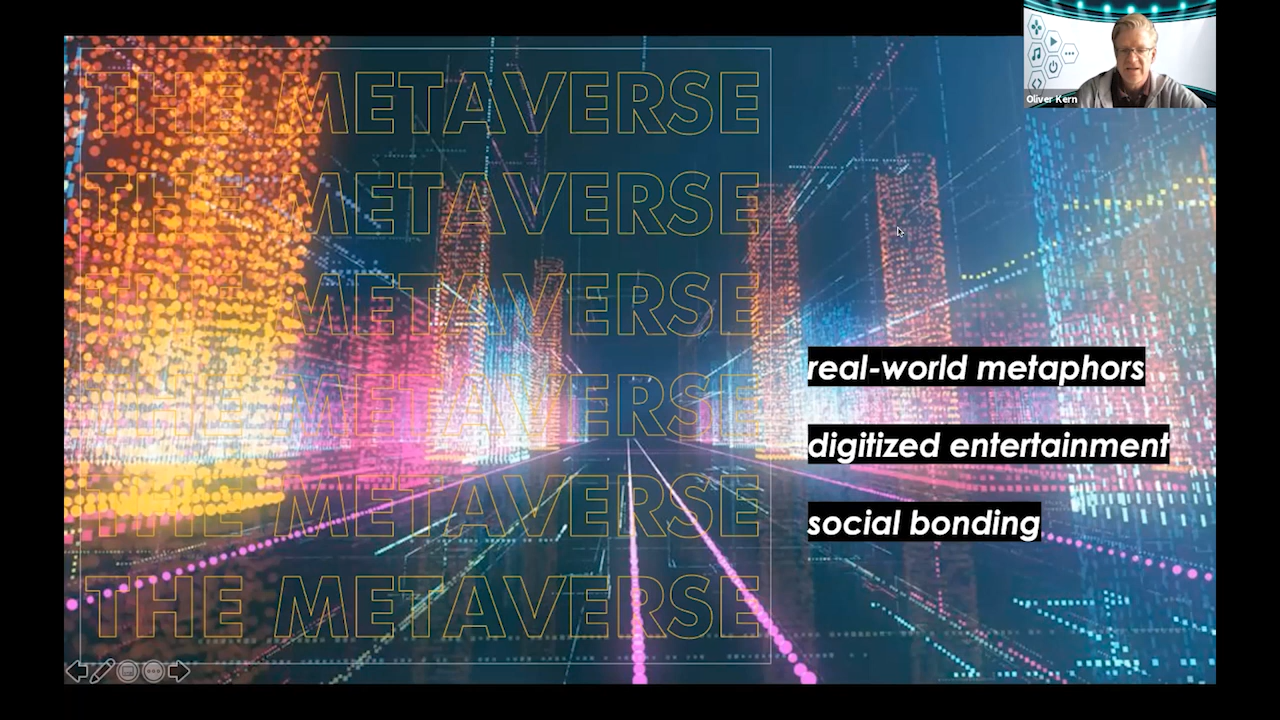 Oliver Kern
THE METAVERSE
THE METAVERSE
THE METAVERSE
THE METAVERSE
THE METAVERSE
THE METAVERSE
real-world metaphors
digitized entertainment
social bonding